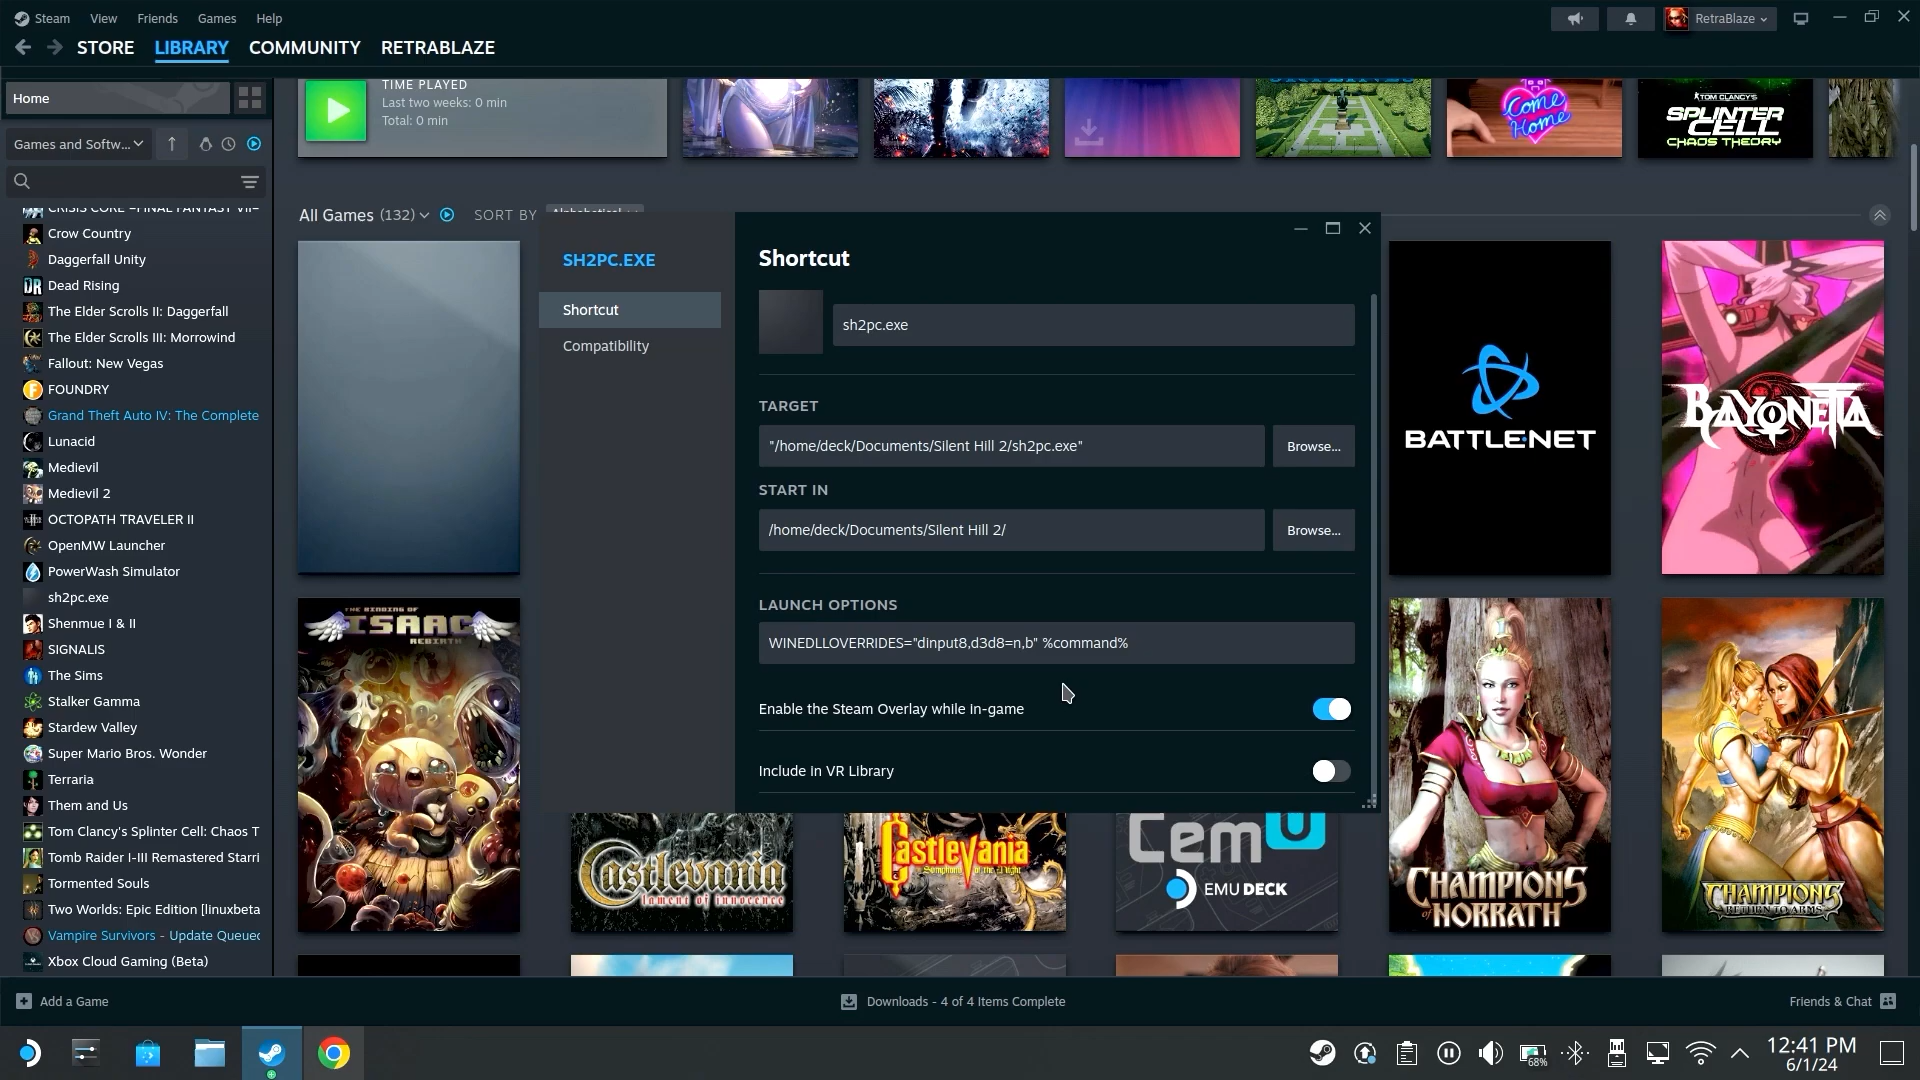 Steam View Friends Games Help
RetraBlaze
STORE LIBRARY COMMUNITY RETRABLAZE
Home
Games and Softw...
CRISIS CORE –FINAL FANTASY VII–
Crow Country
Daggerfall Unity
Dead Rising
The Elder Scrolls II: Daggerfall
The Elder Scrolls III: Morrowind
Fallout: New Vegas
FOUNDRY
Grand Theft Auto IV: The Complete
Lunacid
Medievil
Medievil 2
OCTOPATH TRAVELER II
OpenMW Launcher
PowerWash Simulator
sh2pc.exe
Shenmue I & II
SIGNALIS
The Sims
Stalker Gamma
Stardew Valley
Super Mario Bros. Wonder
Terraria
Them and Us
Tom Clancy's Splinter Cell: Chaos T
Tomb Raider I-III Remastered Starri
Tormented Souls
Two Worlds: Epic Edition [linuxbeta
Vampire Survivors - Update Queued
Xbox Cloud Gaming (Beta)
TIME PLAYED
Last two weeks: 0 min
Total: 0 min
Come
Home
TOM CLANCY'S
SPLINTER
CELL
CHAOS THEORY
All Games (132) SORT BY Alphabetical
SH2PC.EXE
Shortcut
Compatibility
Shortcut
sh2pc.exe
TARGET
"/home/deck/Documents/Silent Hill 2/sh2pc.exe" Browse...
START IN
/home/deck/Documents/Silent Hill 2/ Browse...
LAUNCH OPTIONS
WINEDLLOVERRIDES="dinput8,d3d8=n,b" %command%
Enable the Steam Overlay while in-game
Include in VR Library
BATTLE.NET
BAYONETTA
THE BINDING OF
ISAAC
REBIRTH
Castlevania
lament of innocence
Castlevania
Symphony of the Night
Cemu
EMU DECK
CHAMPIONS
of
NORRATH
CHAMPIONS
RETURN TO ARMS
Add a Game
Downloads - 4 of 4 Items Complete
Friends & Chat
68%
12:41 PM
6/1/24